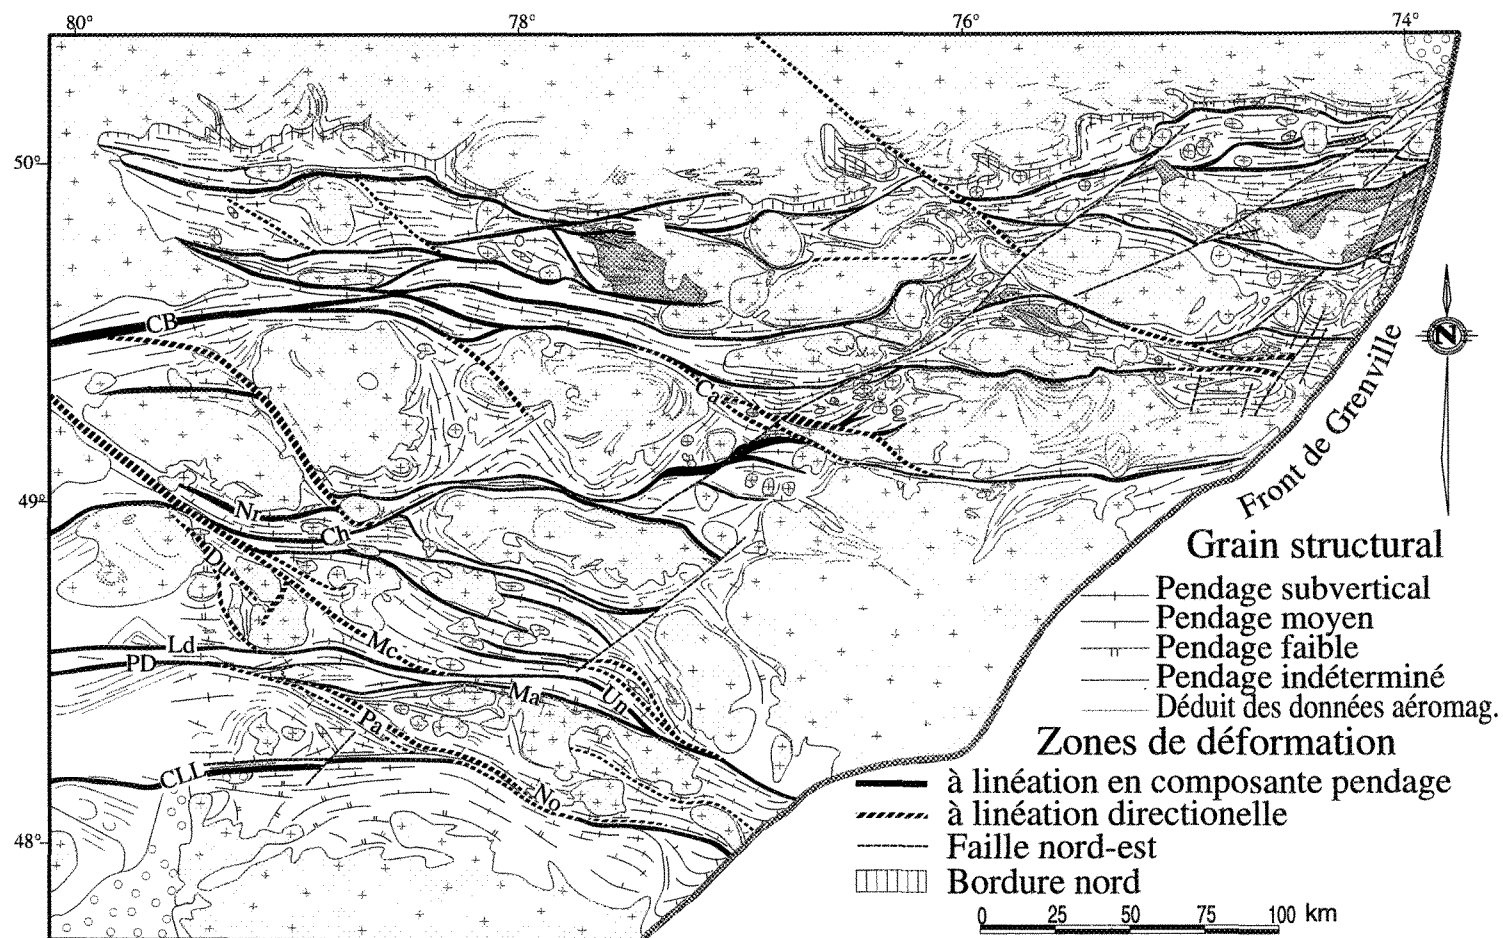 80° 78° 76° 74°
50°
CB
Ca
49°
Nr
Ch
Du
Ld
Mc
PD
Ma
Un
Pa
CLL
No
48°
Front de Grenville
N
Grain structural
Pendage subvertical
Pendage moyen
Pendage faible
Pendage indéterminé
Déduit des données aéromag.
Zones de déformation
à linéation en composante pendage
à linéation directionelle
Faille nord-est
Bordure nord
0 25 50 75 100 km